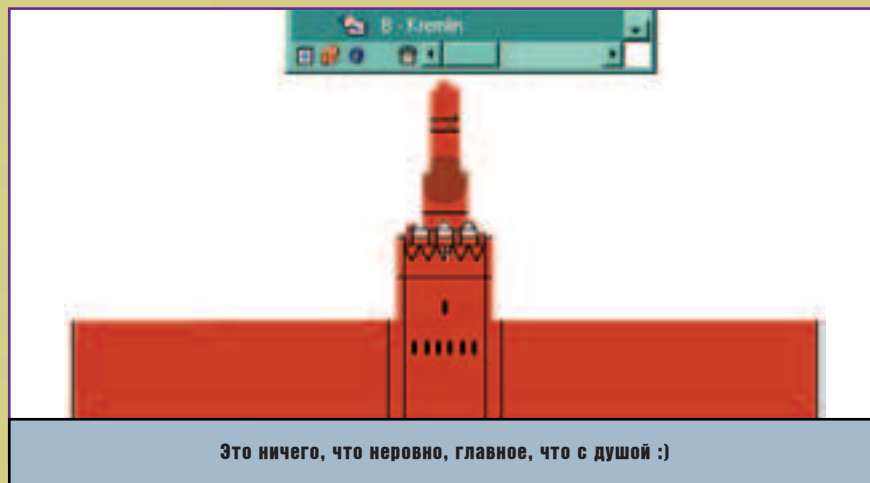 B - Kremlin
Это ничего, что неровно, главное, что с душой :)